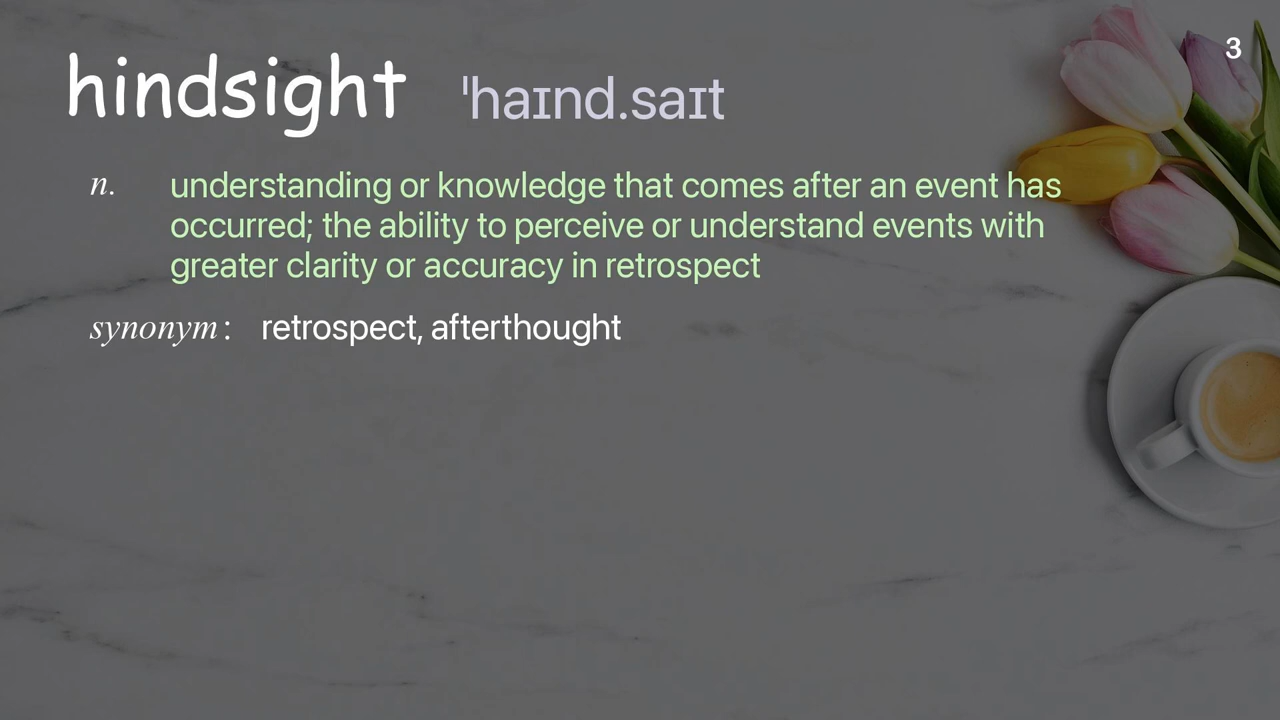 3
hindsight ˈhaɪnd.saɪt
n. understanding or knowledge that comes after an event has
occurred; the ability to perceive or understand events with
greater clarity or accuracy in retrospect
synonym : retrospect, afterthought